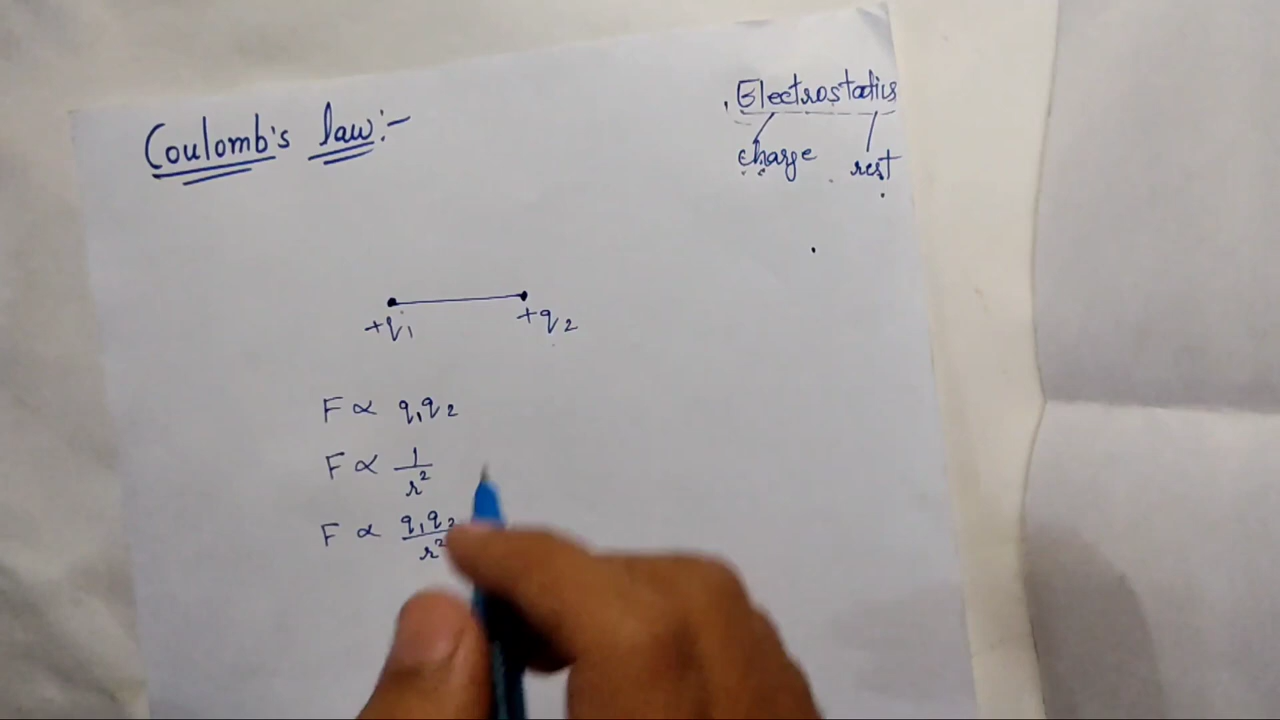 Coulomb's law:-
Electrostatics
charge rest
+q₁ +q₂
F ∝ q₁q₂
F ∝ 1/r²
F ∝ q₁q₂/r²